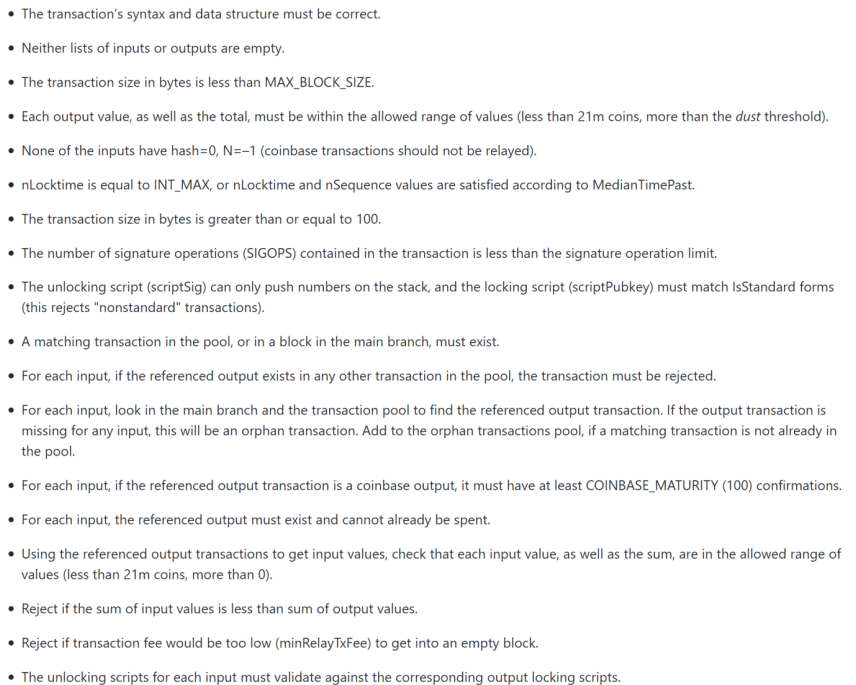 • The transaction’s syntax and data structure must be correct.
• Neither lists of inputs or outputs are empty.
• The transaction size in bytes is less than MAX_BLOCK_SIZE.
• Each output value, as well as the total, must be within the allowed range of values (less than 21m coins, more than the dust threshold).
• None of the inputs have hash=0, N=–1 (coinbase transactions should not be relayed).
• nLocktime is equal to INT_MAX, or nLocktime and nSequence values are satisfied according to MedianTimePast.
• The transaction size in bytes is greater than or equal to 100.
• The number of signature operations (SIGOPS) contained in the transaction is less than the signature operation limit.
• The unlocking script (scriptSig) can only push numbers on the stack, and the locking script (scriptPubkey) must match IsStandard forms
(this rejects "nonstandard" transactions).
• A matching transaction in the pool, or in a block in the main branch, must exist.
• For each input, if the referenced output exists in any other transaction in the pool, the transaction must be rejected.
• For each input, look in the main branch and the transaction pool to find the referenced output transaction. If the output transaction is
missing for any input, this will be an orphan transaction. Add to the orphan transactions pool, if a matching transaction is not already in
the pool.
• For each input, if the referenced output transaction is a coinbase output, it must have at least COINBASE_MATURITY (100) confirmations.
• For each input, the referenced output must exist and cannot already be spent.
• Using the referenced output transactions to get input values, check that each input value, as well as the sum, are in the allowed range of
values (less than 21m coins, more than 0).
• Reject if the sum of input values is less than sum of output values.
• Reject if transaction fee would be too low (minRelayTxFee) to get into an empty block.
• The unlocking scripts for each input must validate against the corresponding output locking scripts.